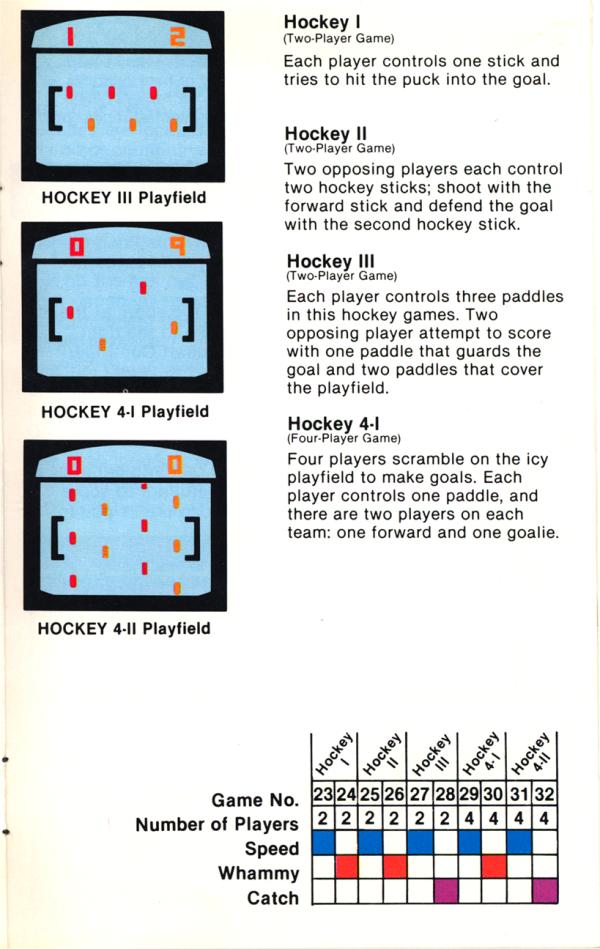 1 2
HOCKEY III Playfield
0 9
HOCKEY 4-I Playfield
0 0
HOCKEY 4-II Playfield
Hockey I
(Two-Player Game)
Each player controls one stick and
tries to hit the puck into the goal.
Hockey II
(Two-Player Game)
Two opposing players each control
two hockey sticks; shoot with the
forward stick and defend the goal
with the second hockey stick.
Hockey III
(Two-Player Game)
Each player controls three paddles
in this hockey games. Two
opposing player attempt to score
with one paddle that guards the
goal and two paddles that cover
the playfield.
Hockey 4-I
(Four-Player Game)
Four players scramble on the icy
playfield to make goals. Each
player controls one paddle, and
there are two players on each
team: one forward and one goalie.
Hockey I Hockey II Hockey III Hockey 4-I Hockey 4-II
Game No. 23 24 25 26 27 28 29 30 31 32
Number of Players 2 2 2 2 2 2 4 4 4 4
Speed
Whammy
Catch